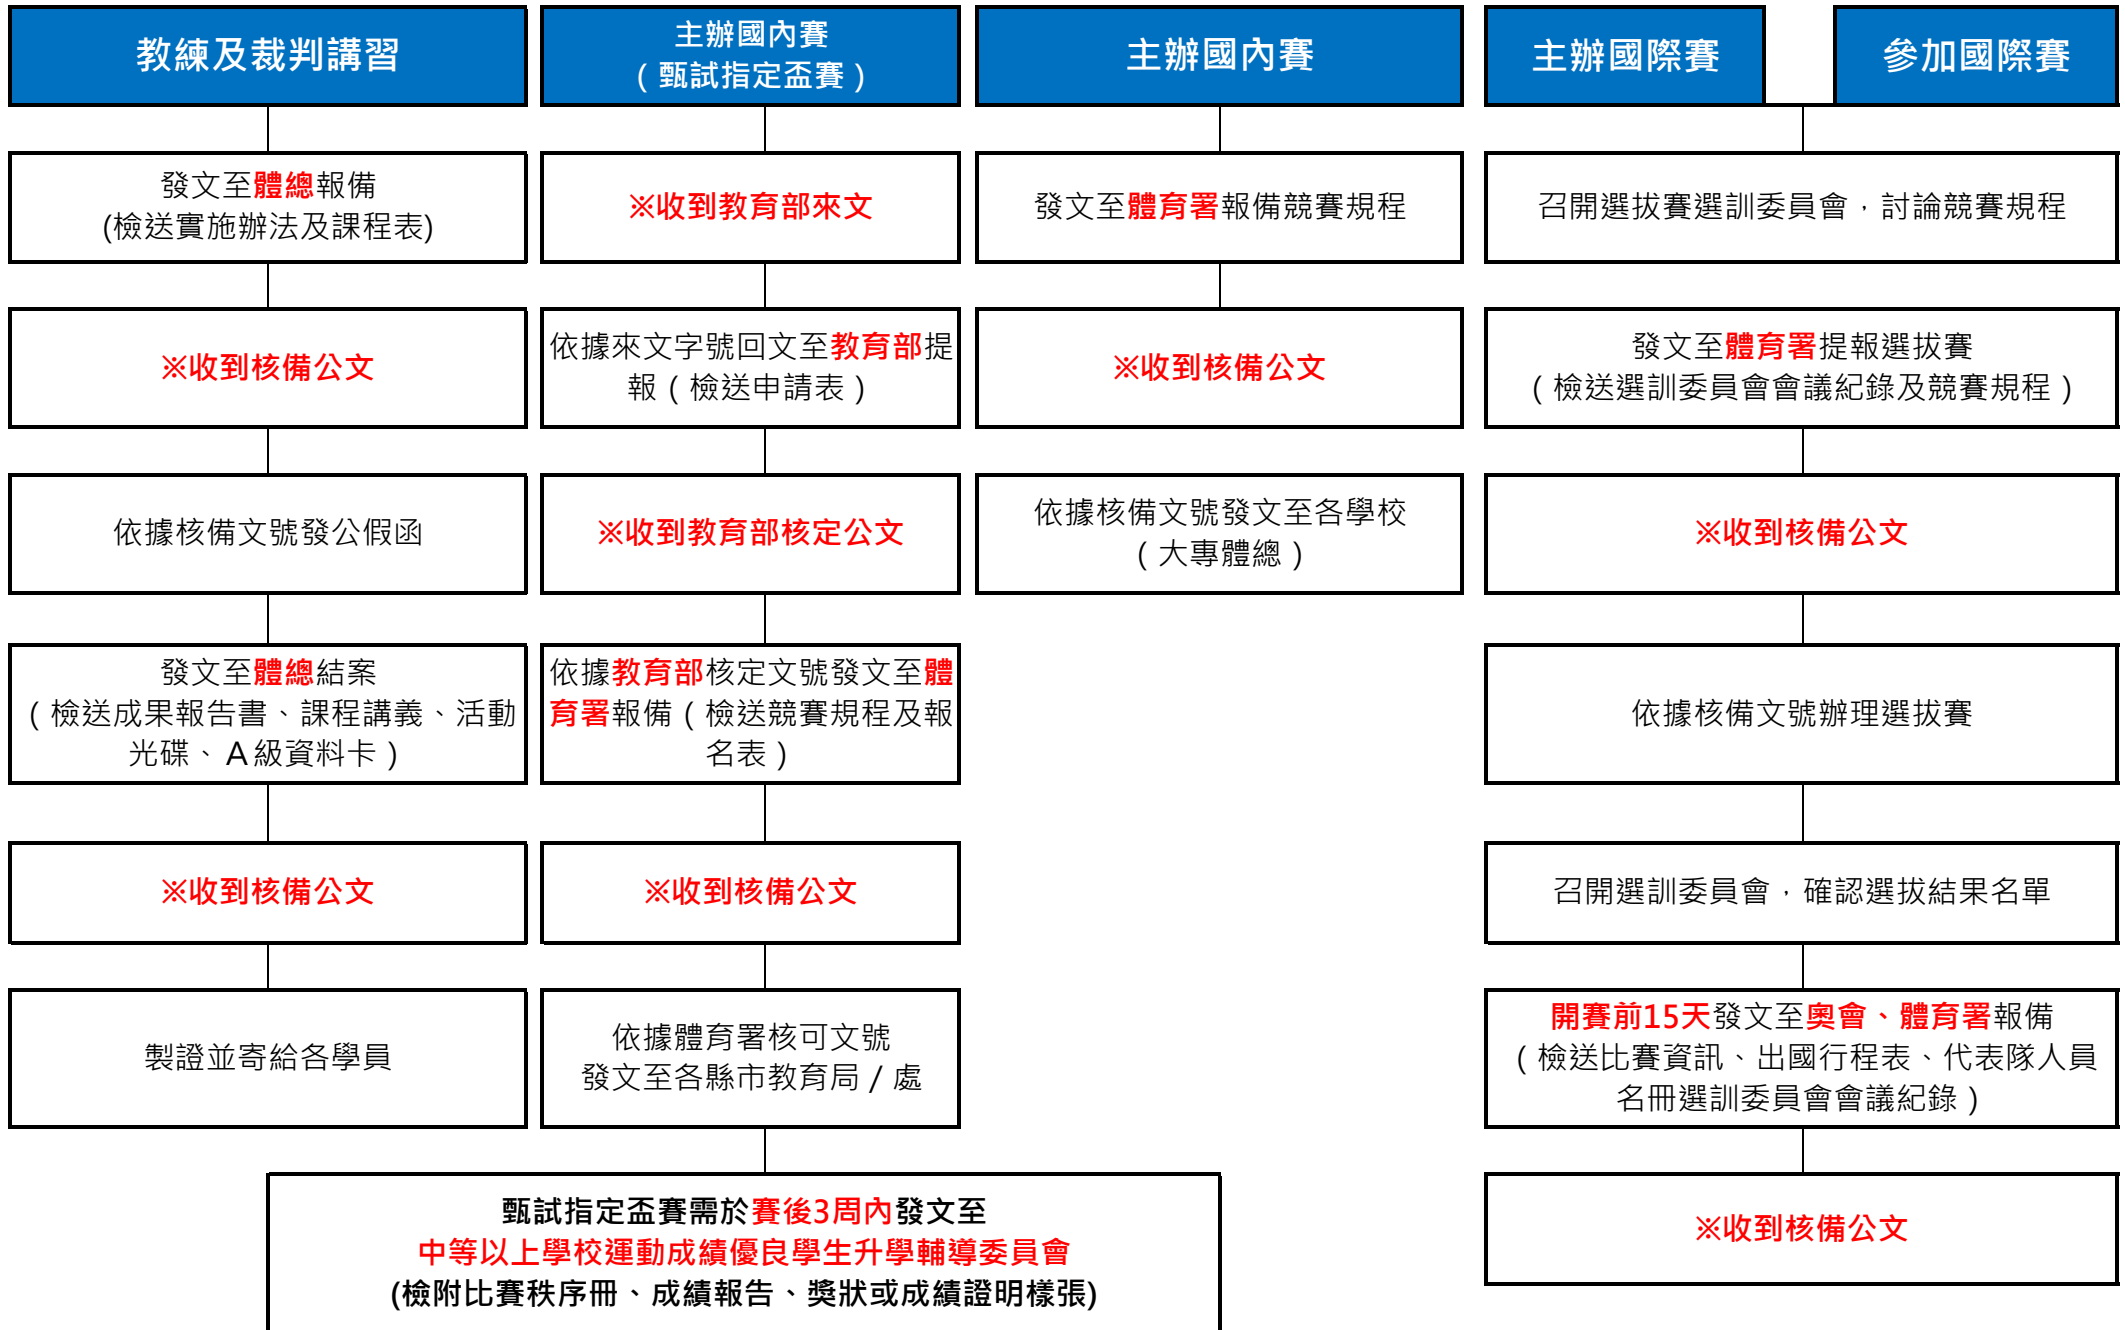 教練及裁判講習
發文至體總報備
(檢送實施辦法及課程表)
※收到核備公文
依據核備文號發公假函
發文至體總結案
(檢送成果報告書、課程講義、活動
光碟、A級資料卡)
※收到核備公文
製證並寄給各學員
主辦國內賽
(甄試指定盃賽)
※收到教育部來文
依據來文字號回文至教育部提
報(檢送申請表)
※收到教育部核定公文
依據教育部核定文號發文至體
育署報備(檢送競賽規程及報
名表)
※收到核備公文
依據體育署核可文號
發文至各縣市教育局/處
甄試指定盃賽需於賽後3周內發文至
中等以上學校運動成績優良學生升學輔導委員會
(檢附比賽秩序冊、成績報告、獎狀或成績證明樣張)
主辦國內賽
發文至體育署報備競賽規程
※收到核備公文
依據核備文號發文至各學校
(大專體總)
主辦國際賽
參加國際賽
召開選拔賽選訓委員會，討論競賽規程
發文至體育署提報選拔賽
(檢送選訓委員會會議紀錄及競賽規程)
※收到核備公文
依據核備文號辦理選拔賽
召開選訓委員會，確認選拔結果名單
開賽前15天發文至奧會、體育署報備
(檢送比賽資訊、出國行程表、代表隊人員
名冊選訓委員會會議紀錄)
※收到核備公文